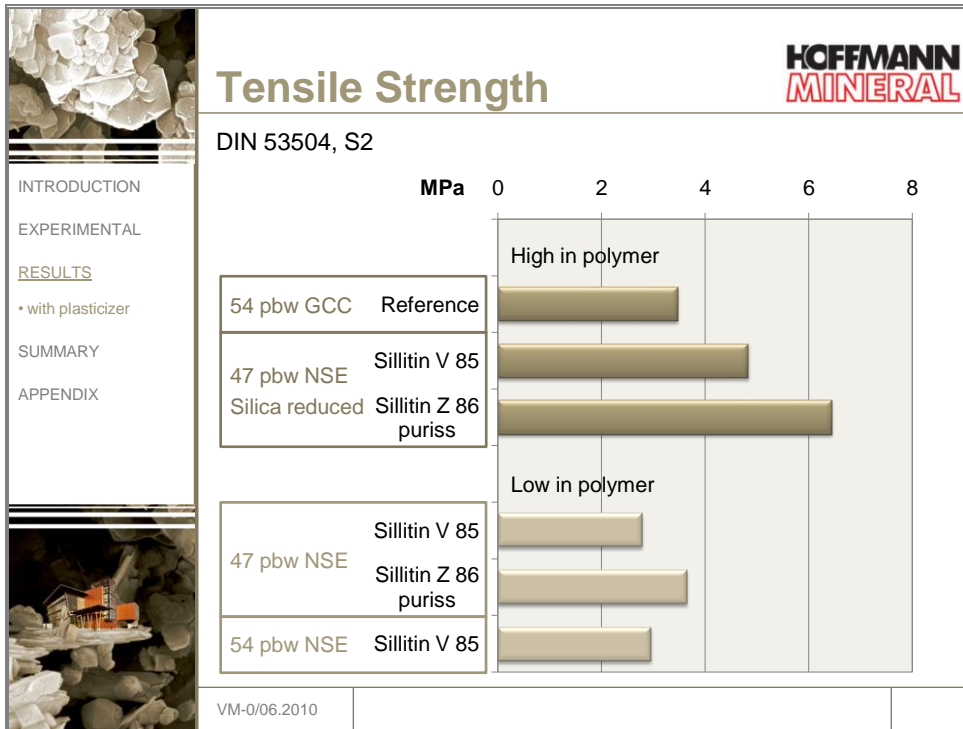 HOFFMANN
MINERAL
Tensile Strength
DIN 53504, S2
INTRODUCTION
EXPERIMENTAL
RESULTS
• with plasticizer
SUMMARY
APPENDIX
MPa 0 2 4 6 8
High in polymer
54 pbw GCC Reference
47 pbw NSE
Silica reduced
Sillitin V 85
Sillitin Z 86
puriss
Low in polymer
47 pbw NSE
Sillitin V 85
Sillitin Z 86
puriss
54 pbw NSE Sillitin V 85
VM-0/06.2010